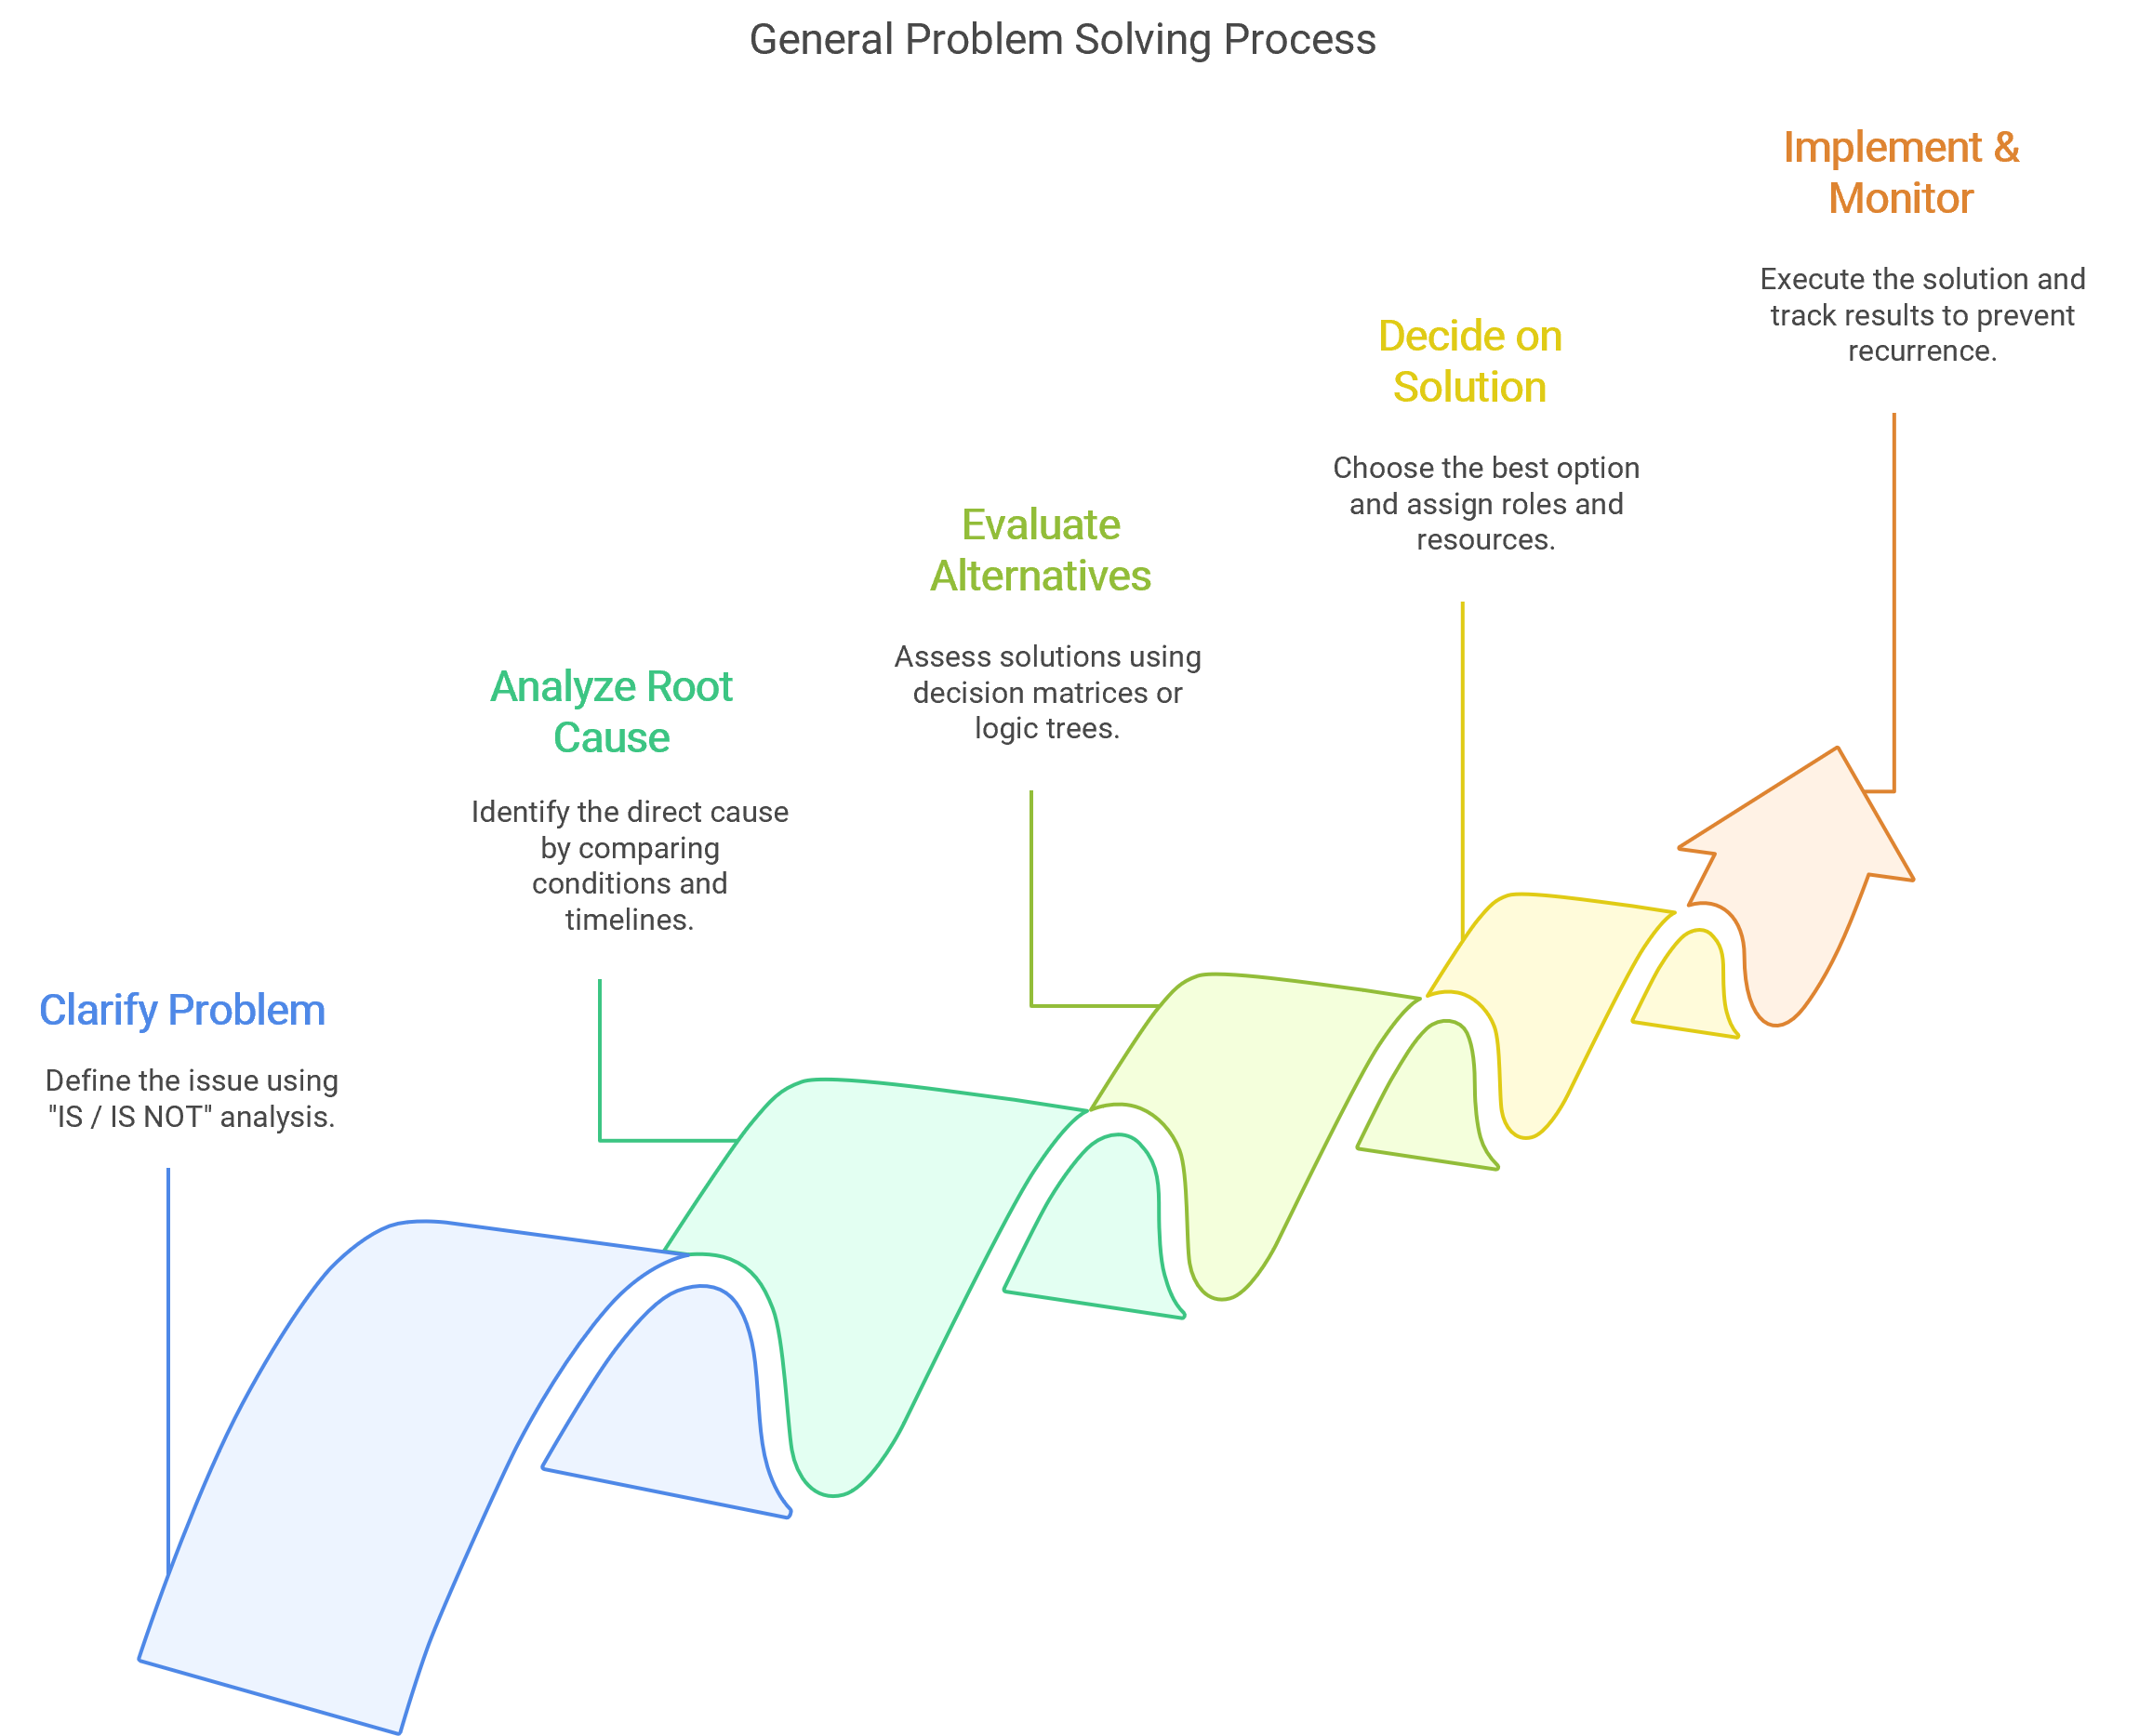 General Problem Solving Process
Clarify Problem
Define the issue using
"IS / IS NOT" analysis.
Analyze Root
Cause
Identify the direct cause
by comparing
conditions and
timelines.
Evaluate
Alternatives
Assess solutions using
decision matrices or
logic trees.
Decide on
Solution
Choose the best option
and assign roles and
resources.
Implement &
Monitor
Execute the solution and
track results to prevent
recurrence.